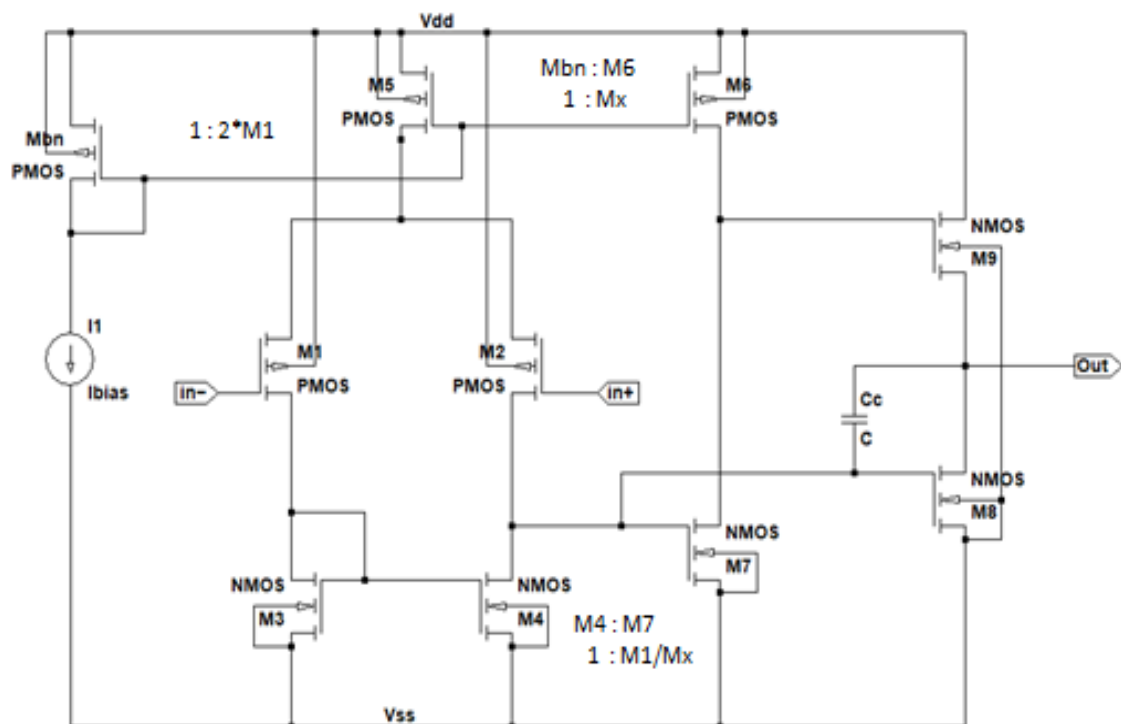 Vdd
Mbn : M6
1 : Mx
M5
M6
PMOS
PMOS
1 : 2*M1
Mbn
PMOS
NMOS
M9
I1
Ibias
M1
M2
PMOS
PMOS
in−
in+
Out
Cc
C
NMOS
M8
NMOS
M7
NMOS
NMOS
M3
M4
M4 : M7
1 : M1/Mx
Vss